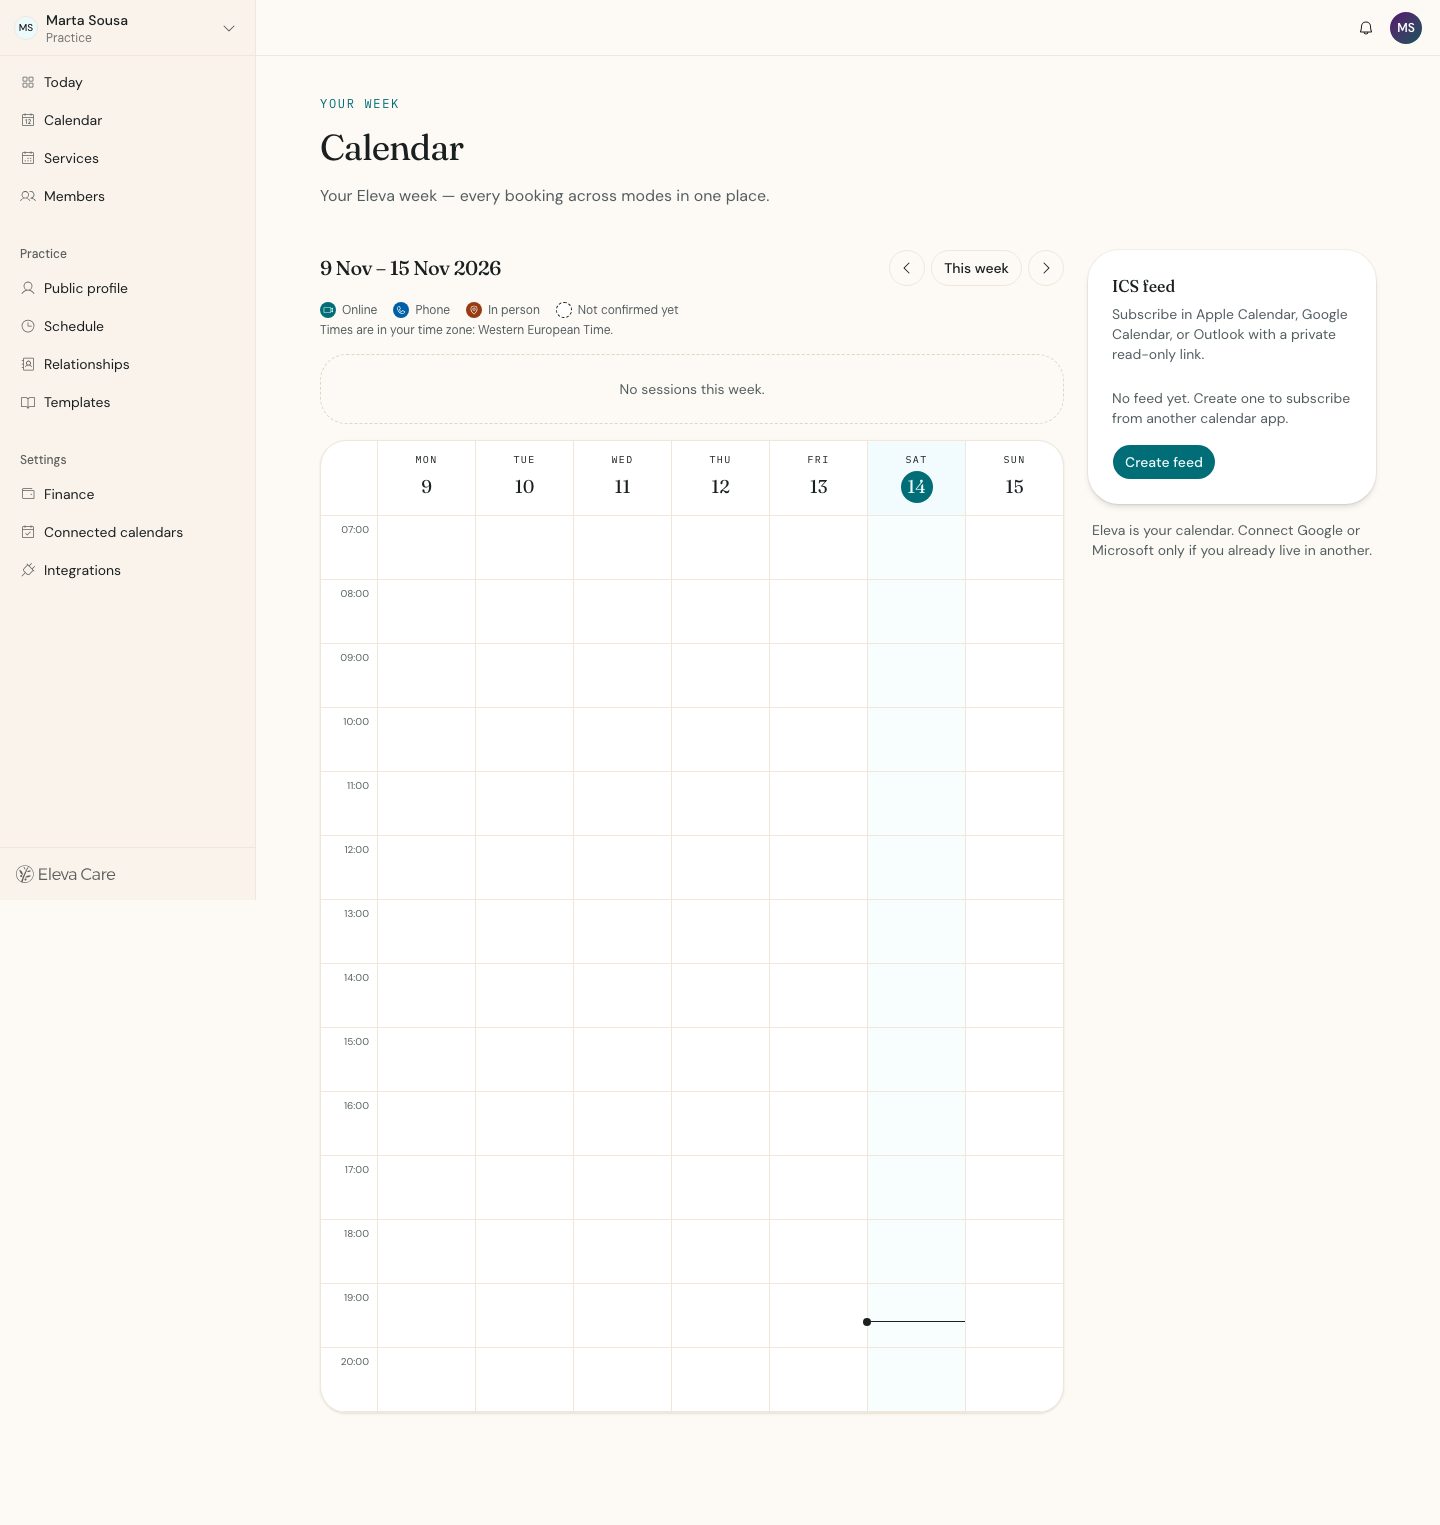 MS
Marta Sousa
Practice
Today
12
Calendar
Services
Members
Practice
Public profile
Schedule
Relationships
Templates
Settings
Finance
Connected calendars
Integrations
Eleva Care
MS
YOUR WEEK
Calendar
Your Eleva week — every booking across modes in one place.
9 Nov – 15 Nov 2026
This week
Online Phone In person Not confirmed yet
Times are in your time zone: Western European Time.
No sessions this week.
MON TUE WED THU FRI SAT SUN
9 10 11 12 13 14 15
07:00
08:00
09:00
10:00
11:00
12:00
13:00
14:00
15:00
16:00
17:00
18:00
19:00
20:00
ICS feed
Subscribe in Apple Calendar, Google
Calendar, or Outlook with a private
read-only link.
No feed yet. Create one to subscribe
from another calendar app.
Create feed
Eleva is your calendar. Connect Google or
Microsoft only if you already live in another.